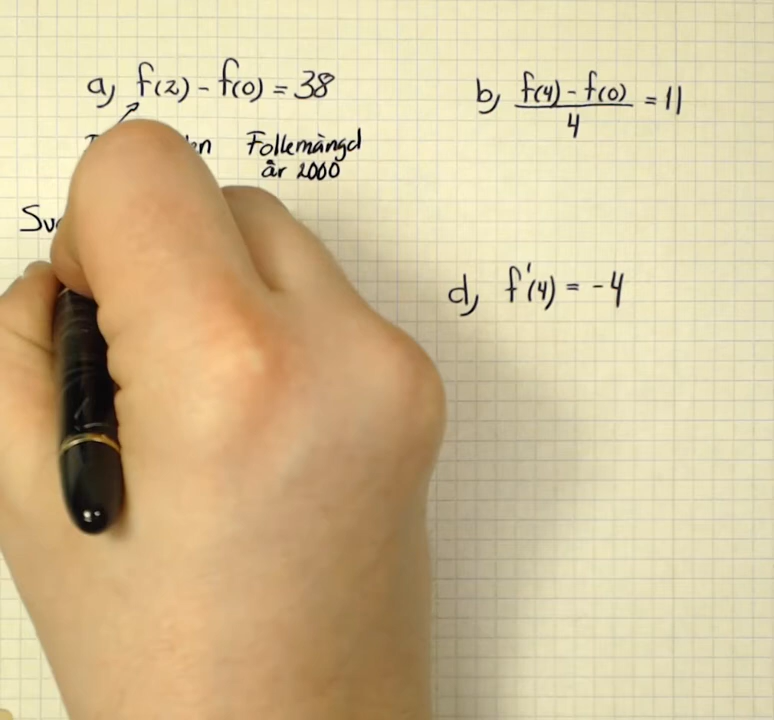 a) f(2) - f(0) = 38
Folkmängd
år 2000
b) f(4) - f(0) / 4 = 11
d) f'(4) = -4